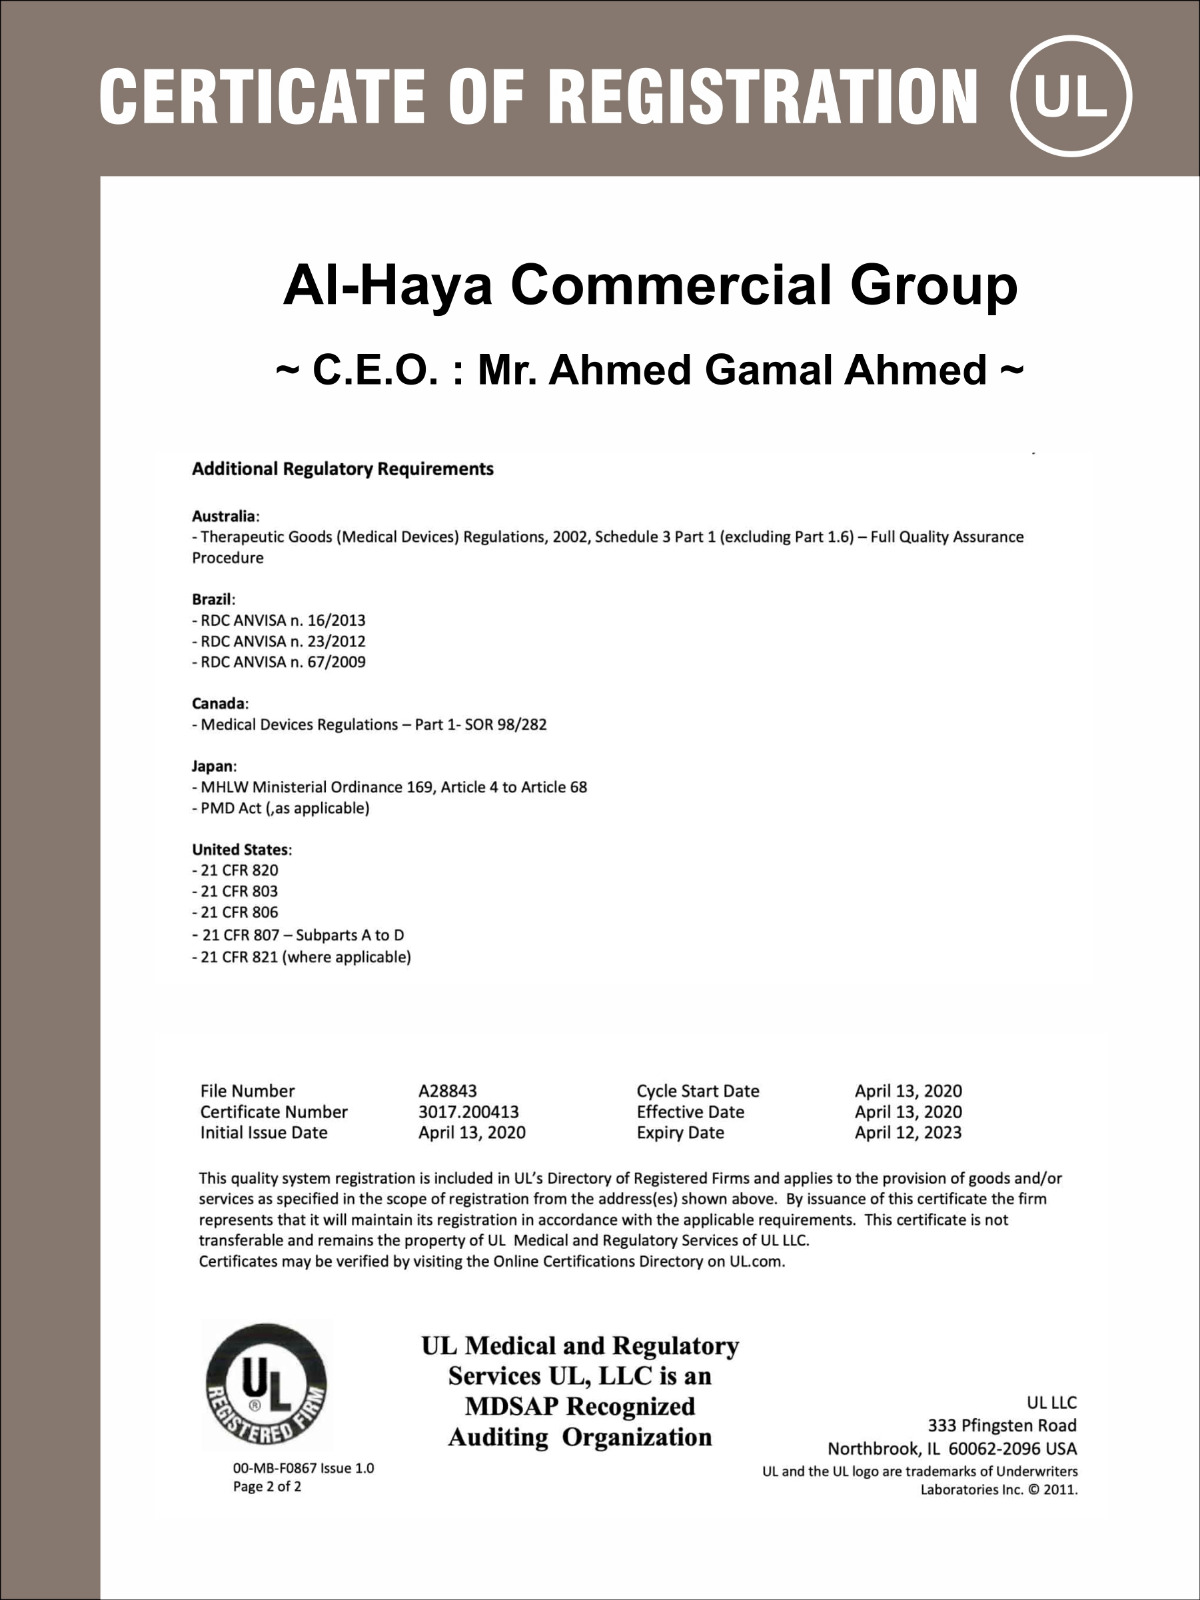 CERTICATE OF REGISTRATION UL
Al-Haya Commercial Group
~ C.E.O. : Mr. Ahmed Gamal Ahmed ~
Additional Regulatory Requirements
Australia:
- Therapeutic Goods (Medical Devices) Regulations, 2002, Schedule 3 Part 1 (excluding Part 1.6) – Full Quality Assurance
Procedure
Brazil:
- RDC ANVISA n. 16/2013
- RDC ANVISA n. 23/2012
- RDC ANVISA n. 67/2009
Canada:
- Medical Devices Regulations – Part 1- SOR 98/282
Japan:
- MHLW Ministerial Ordinance 169, Article 4 to Article 68
- PMD Act (,as applicable)
United States:
- 21 CFR 820
- 21 CFR 803
- 21 CFR 806
- 21 CFR 807 – Subparts A to D
- 21 CFR 821 (where applicable)
File Number A28843 Cycle Start Date April 13, 2020
Certificate Number 3017.200413 Effective Date April 13, 2020
Initial Issue Date April 13, 2020 Expiry Date April 12, 2023
This quality system registration is included in UL’s Directory of Registered Firms and applies to the provision of goods and/or
services as specified in the scope of registration from the address(es) shown above. By issuance of this certificate the firm
represents that it will maintain its registration in accordance with the applicable requirements. This certificate is not
transferable and remains the property of UL Medical and Regulatory Services of UL LLC.
Certificates may be verified by visiting the Online Certifications Directory on UL.com.
UL ®
REGISTERED FIRM
UL Medical and Regulatory
Services UL, LLC is an
MDSAP Recognized
Auditing Organization
00-MB-F0867 Issue 1.0
Page 2 of 2
UL LLC
333 Pfingsten Road
Northbrook, IL 60062-2096 USA
UL and the UL logo are trademarks of Underwriters
Laboratories Inc. © 2011.